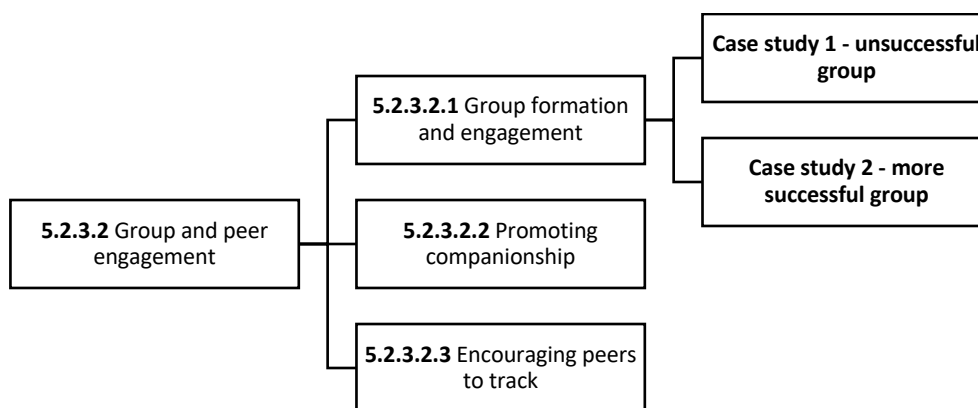 5.2.3.2 Group and peer
engagement
5.2.3.2.1 Group formation
and engagement
Case study 1 - unsuccessful
group
Case study 2 - more
successful group
5.2.3.2.2 Promoting
companionship
5.2.3.2.3 Encouraging peers
to track